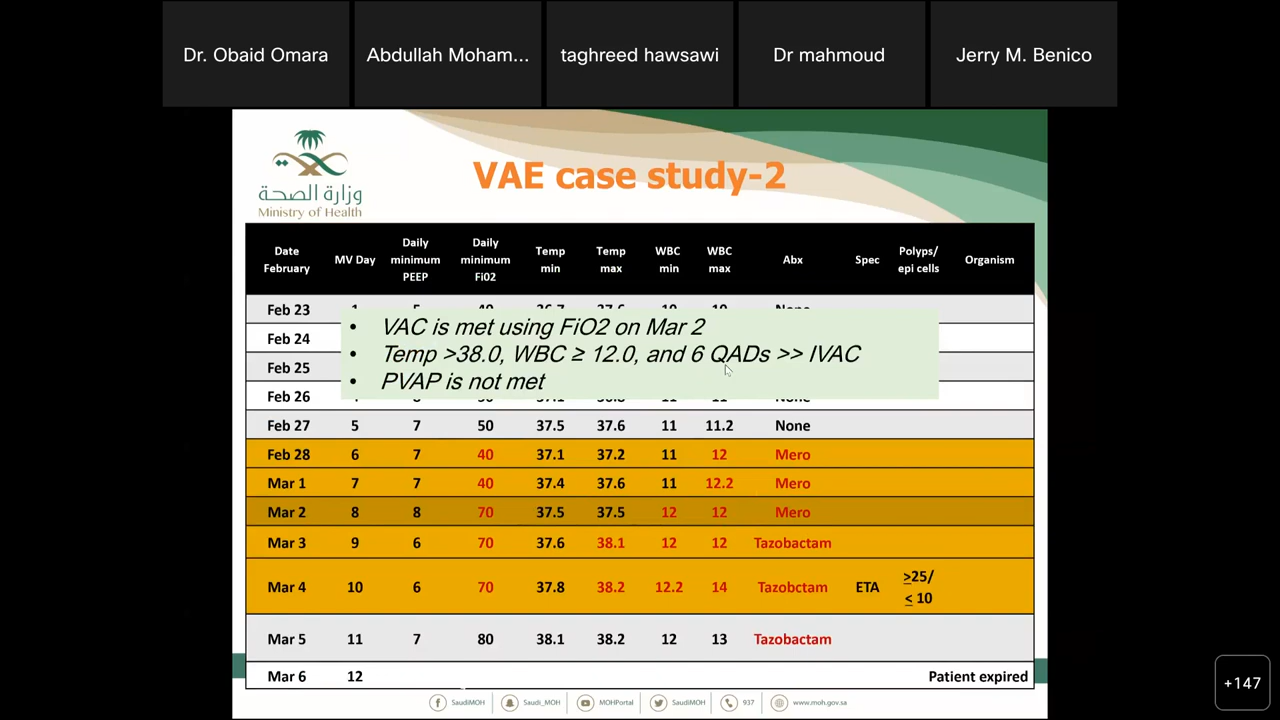 Dr. Obaid Omara
Abdullah Moham...
taghreed hawsawi
Dr mahmoud
Jerry M. Benico
وزارة الصحة
Ministry of Health
VAE case study-2
Date February MV Day Daily minimum PEEP Daily minimum Fi02 Temp min Temp max WBC min WBC max Abx Spec Polyps/ epi cells Organism
Feb 23
Feb 24
Feb 25
Feb 26
• VAC is met using FiO2 on Mar 2
• Temp >38.0, WBC ≥ 12.0, and 6 QADs >> IVAC
• PVAP is not met
Feb 27 5 7 50 37.5 37.6 11 11.2 None
Feb 28 6 7 40 37.1 37.2 11 12 Mero
Mar 1 7 7 40 37.4 37.6 11 12.2 Mero
Mar 2 8 8 70 37.5 37.5 12 12 Mero
Mar 3 9 6 70 37.6 38.1 12 12 Tazobactam
Mar 4 10 6 70 37.8 38.2 12.2 14 Tazobctam ETA ≥25/ ≤ 10
Mar 5 11 7 80 38.1 38.2 12 13 Tazobactam
Mar 6 12 Patient expired
SaudiMOH Saudi_MOH MOHPortal SaudiMOH 937 www.moh.gov.sa
+147